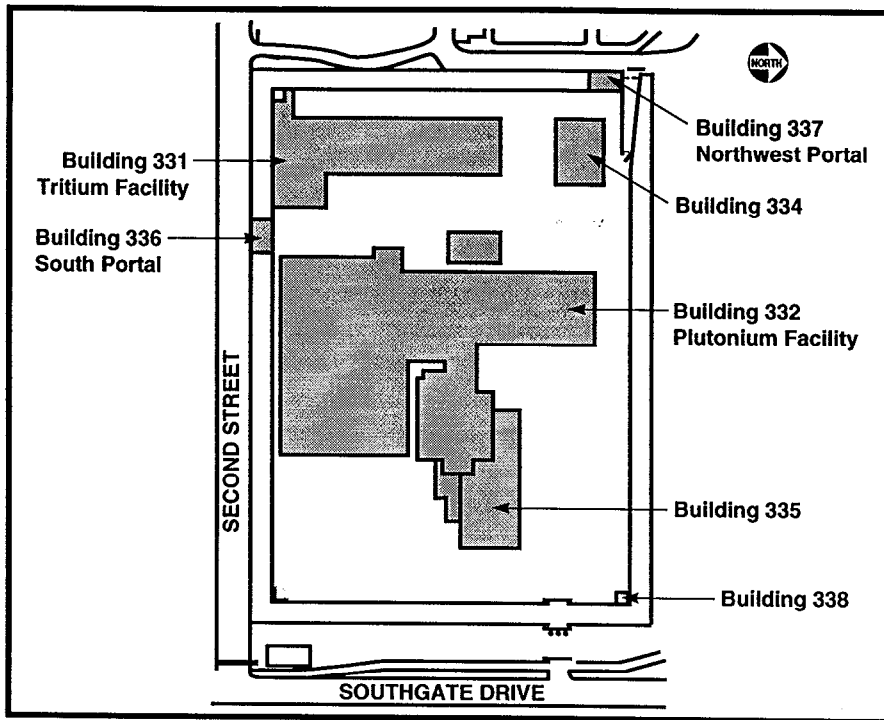 NORTH
Building 337
Northwest Portal
Building 331
Tritium Facility
Building 334
Building 336
South Portal
Building 332
Plutonium Facility
SECOND STREET
Building 335
Building 338
SOUTHGATE DRIVE